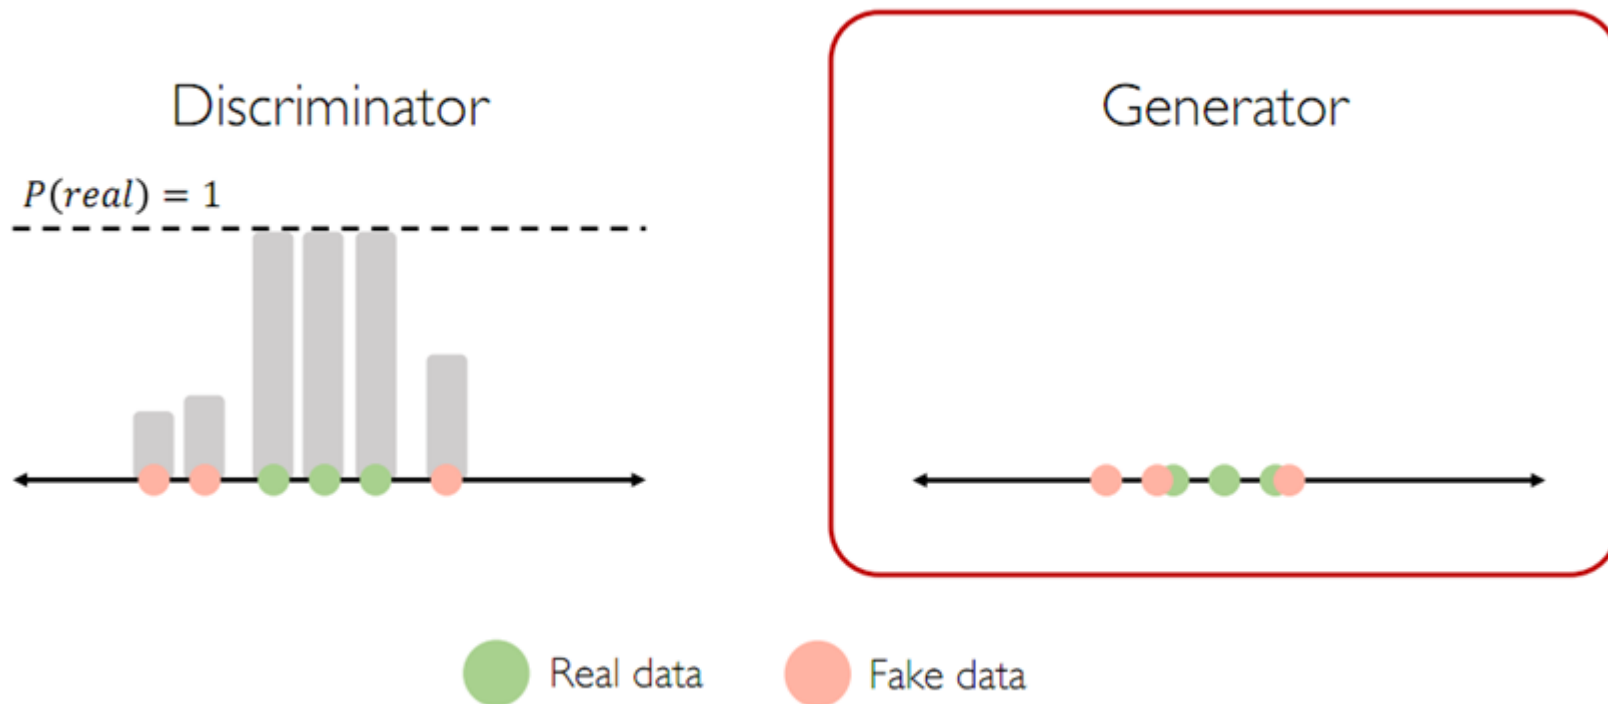 Discriminator
Generator
P(real) = 1
Real data
Fake data